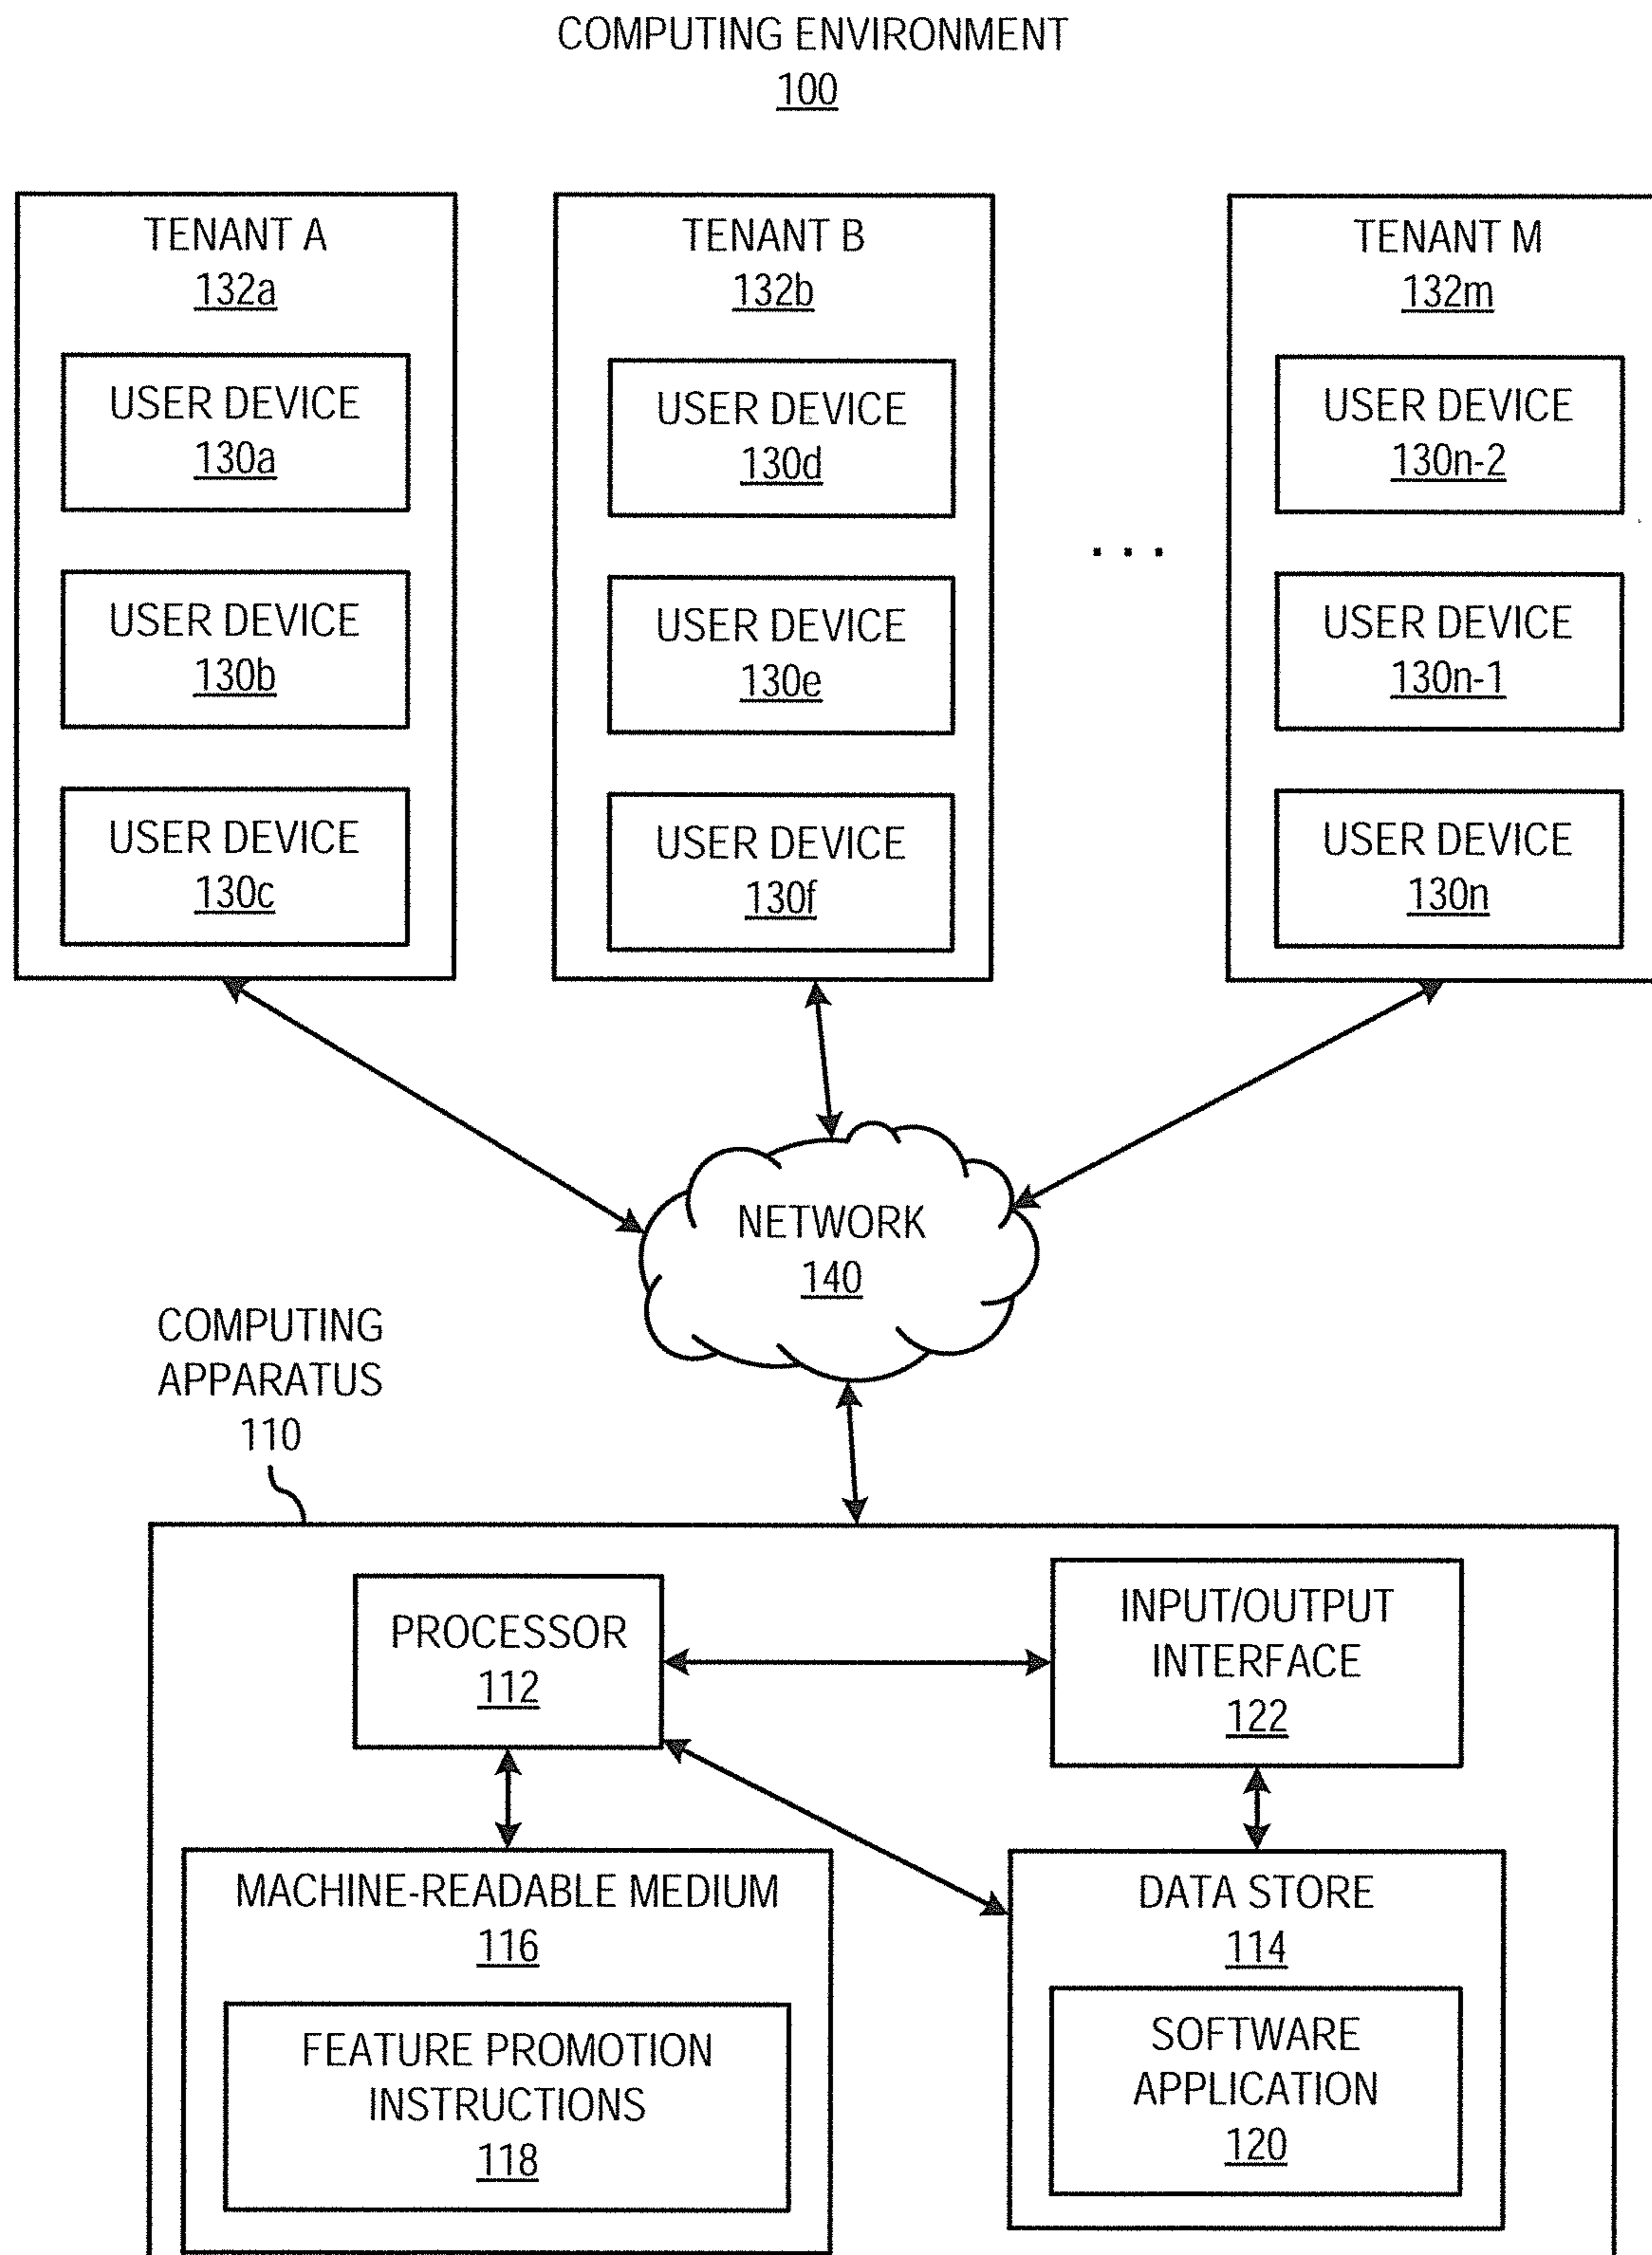 COMPUTING ENVIRONMENT
100
TENANT A
132a
USER DEVICE
130a
USER DEVICE
130b
USER DEVICE
130c
TENANT B
132b
USER DEVICE
130d
USER DEVICE
130e
USER DEVICE
130f
. . .
TENANT M
132m
USER DEVICE
130n-2
USER DEVICE
130n-1
USER DEVICE
130n
NETWORK
140
COMPUTING
APPARATUS
110
PROCESSOR
112
INPUT/OUTPUT
INTERFACE
122
MACHINE-READABLE MEDIUM
116
FEATURE PROMOTION
INSTRUCTIONS
118
DATA STORE
114
SOFTWARE
APPLICATION
120